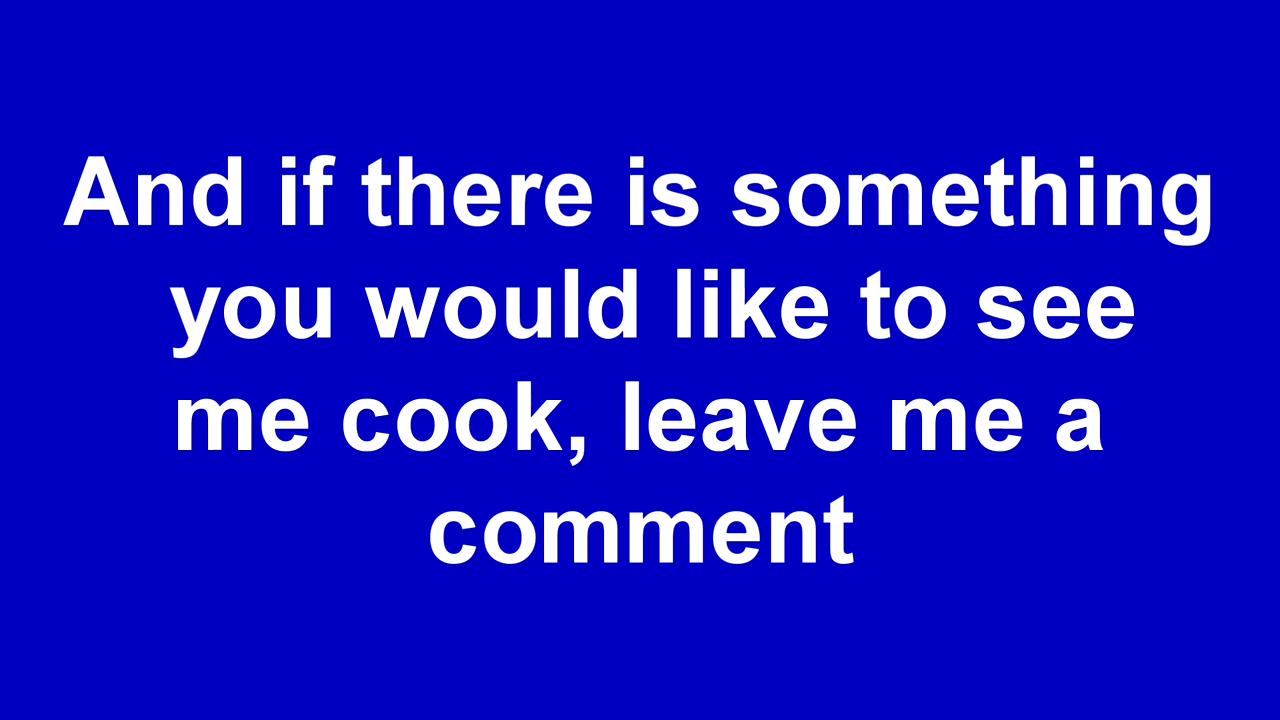 And if there is something
you would like to see
me cook, leave me a
comment